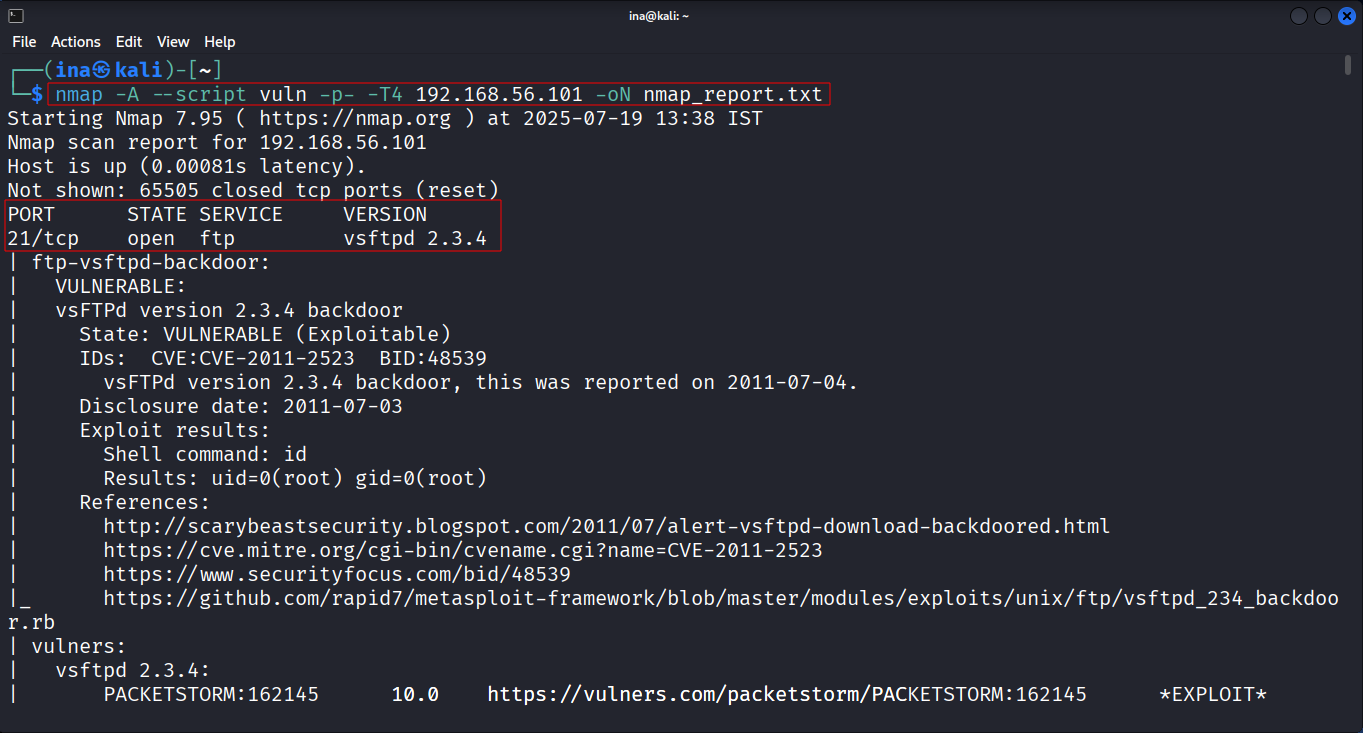 ina@kali: ~
File Actions Edit View Help
┌──(ina㉿kali)-[~]
└─$ nmap -A --script vuln -p- -T4 192.168.56.101 -oN nmap_report.txt
Starting Nmap 7.95 ( https://nmap.org ) at 2025-07-19 13:38 IST
Nmap scan report for 192.168.56.101
Host is up (0.00081s latency).
Not shown: 65505 closed tcp ports (reset)
PORT      STATE SERVICE     VERSION
21/tcp    open  ftp         vsftpd 2.3.4
| ftp-vsftpd-backdoor:
|   VULNERABLE:
|   vsFTPd version 2.3.4 backdoor
|     State: VULNERABLE (Exploitable)
|     IDs:  CVE:CVE-2011-2523  BID:48539
|       vsFTPd version 2.3.4 backdoor, this was reported on 2011-07-04.
|     Disclosure date: 2011-07-03
|     Exploit results:
|       Shell command: id
|       Results: uid=0(root) gid=0(root)
|     References:
|       http://scarybeastsecurity.blogspot.com/2011/07/alert-vsftpd-download-backdoored.html
|       https://cve.mitre.org/cgi-bin/cvename.cgi?name=CVE-2011-2523
|       https://www.securityfocus.com/bid/48539
|_      https://github.com/rapid7/metasploit-framework/blob/master/modules/exploits/unix/ftp/vsftpd_234_backdoo
r.rb
| vulners:
|   vsftpd 2.3.4:
|       PACKETSTORM:162145      10.0    https://vulners.com/packetstorm/PACKETSTORM:162145      *EXPLOIT*